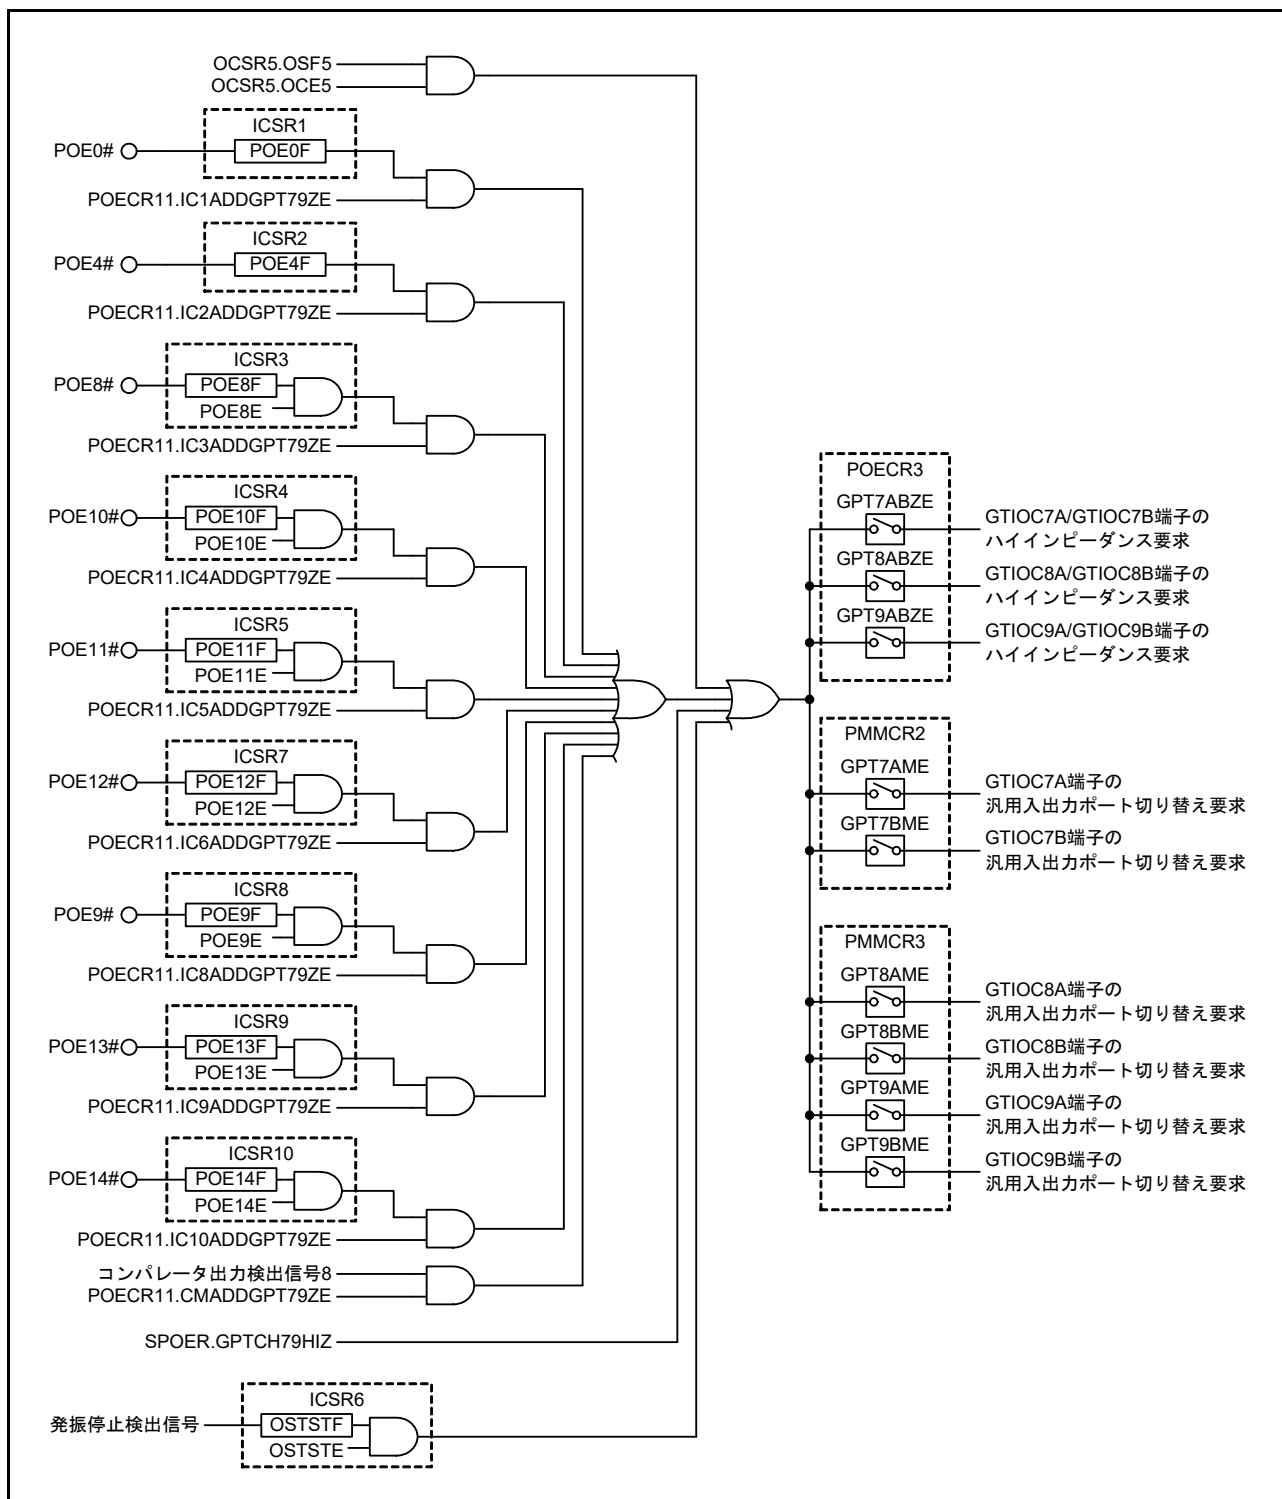 OCSR5.OSF5
OCSR5.OCE5
ICSR1
POE0#
POE0F
POECR11.IC1ADDGPT79ZE
ICSR2
POE4#
POE4F
POECR11.IC2ADDGPT79ZE
ICSR3
POE8#
POE8F
POE8E
POECR11.IC3ADDGPT79ZE
ICSR4
POE10#
POE10F
POE10E
POECR11.IC4ADDGPT79ZE
ICSR5
POE11#
POE11F
POE11E
POECR11.IC5ADDGPT79ZE
ICSR7
POE12#
POE12F
POE12E
POECR11.IC6ADDGPT79ZE
ICSR8
POE9#
POE9F
POE9E
POECR11.IC8ADDGPT79ZE
ICSR9
POE13#
POE13F
POE13E
POECR11.IC9ADDGPT79ZE
ICSR10
POE14#
POE14F
POE14E
POECR11.IC10ADDGPT79ZE
コンパレータ出力検出信号8
POECR11.CMADDGPT79ZE
SPOER.GPTCH79HIZ
ICSR6
発振停止検出信号
OSTSTF
OSTSTE
POECR3
GPT7ABZE
GTIOC7A/GTIOC7B端子の
ハイインピーダンス要求
GPT8ABZE
GTIOC8A/GTIOC8B端子の
ハイインピーダンス要求
GPT9ABZE
GTIOC9A/GTIOC9B端子の
ハイインピーダンス要求
PMMCR2
GPT7AME
GTIOC7A端子の
汎用入出力ポート切り替え要求
GPT7BME
GTIOC7B端子の
汎用入出力ポート切り替え要求
PMMCR3
GPT8AME
GTIOC8A端子の
汎用入出力ポート切り替え要求
GPT8BME
GTIOC8B端子の
汎用入出力ポート切り替え要求
GPT9AME
GTIOC9A端子の
汎用入出力ポート切り替え要求
GPT9BME
GTIOC9B端子の
汎用入出力ポート切り替え要求